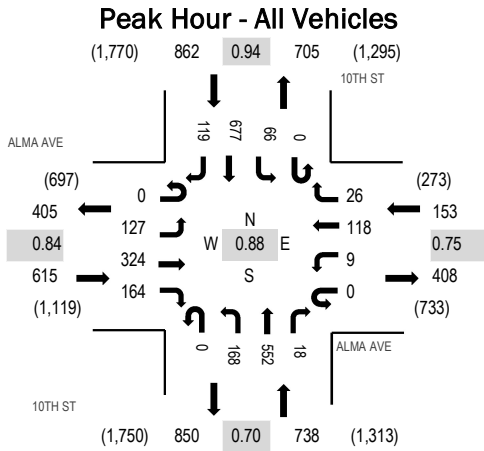 Peak Hour - All Vehicles
(1,770) 862 0.94 705 (1,295)
10TH ST
119 677 66 0
ALMA AVE
(697) 0 26 (273)
405 127 118 153
N
0.84 W 0.88 E 0.75
324 9
S
615 164 0 408
(1,119) (733)
0 168 552 18
ALMA AVE
10TH ST
(1,750) 850 0.70 738 (1,313)